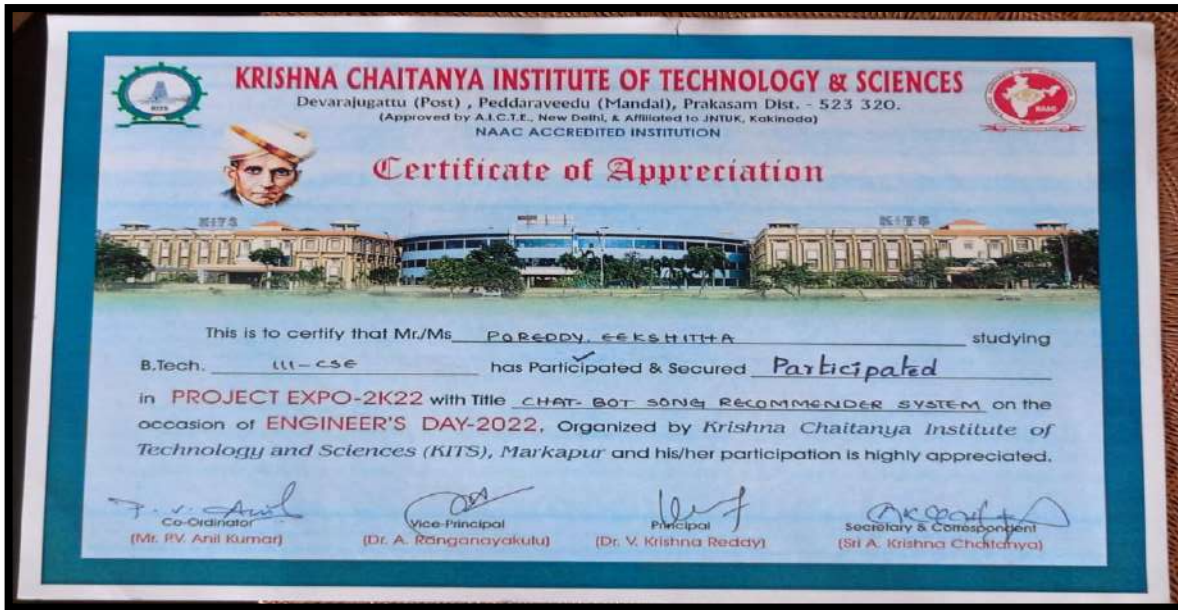 KRISHNA CHAITANYA INSTITUTE OF TECHNOLOGY & SCIENCES
Devarajugattu (Post) , Peddaraveedu (Mandal), Prakasam Dist. - 523 320.
(Approved by A.I.C.T.E., New Delhi, & Affiliated to JNTUK, Kakinada)
NAAC ACCREDITED INSTITUTION
KITS
NAAC
Certificate of Appreciation
KITS
KITS
This is to certify that Mr./Ms POREDDY. EEKSHITHA studying
B.Tech. III-CSE has Participated & Secured Participated
in PROJECT EXPO-2K22 with Title CHAT-BOT SONG RECOMMENDER SYSTEM on the
occasion of ENGINEER'S DAY-2022, Organized by Krishna Chaitanya Institute of
Technology and Sciences (KITS), Markapur and his/her participation is highly appreciated.
P. V. Anil
Co-Ordinator Vice-Principal Principal Secretary & Correspondent
(Mr. P.V. Anil Kumar) (Dr. A. Ranganayakulu) (Dr. V. Krishna Reddy) (Sri A. Krishna Chaitanya)